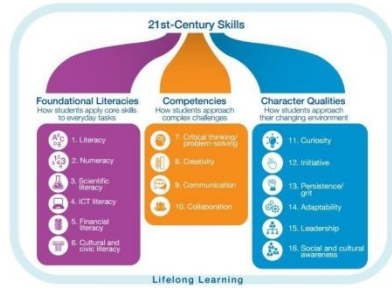 21st-Century Skills
Foundational Literacies
How students apply core skills
to everyday tasks
1. Literacy
2. Numeracy
3. Scientific
literacy
4. ICT literacy
5. Financial
literacy
6. Cultural and
civic literacy
Competencies
How students approach
complex challenges
7. Critical thinking/
problem-solving
8. Creativity
9. Communication
10. Collaboration
Character Qualities
How students approach
their changing environment
11. Curiosity
12. Initiative
13. Persistence/
grit
14. Adaptability
15. Leadership
16. Social and cultural
awareness
Lifelong Learning